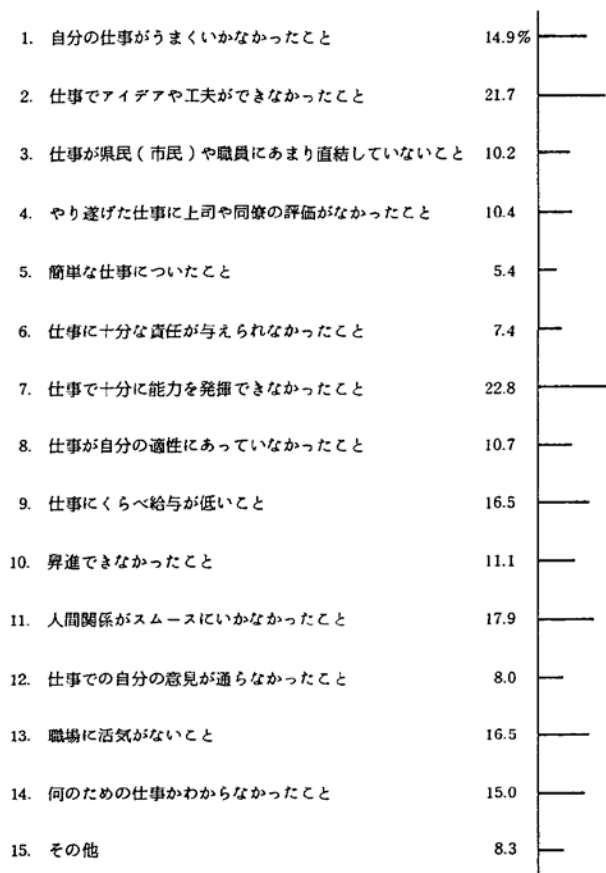 1. 自分の仕事がうまくいかなかったこと 14.9%
2. 仕事でアイデアや工夫ができなかったこと 21.7
3. 仕事が県民(市民)や職員にあまり直結していないこと 10.2
4. やり遂げた仕事に上司や同僚の評価がなかったこと 10.4
5. 簡単な仕事についたこと 5.4
6. 仕事に十分な責任が与えられなかったこと 7.4
7. 仕事で十分に能力を発揮できなかったこと 22.8
8. 仕事が自分の適性にあっていなかったこと 10.7
9. 仕事にくらべ給与が低いこと 16.5
10. 昇進できなかったこと 11.1
11. 人間関係がスムースにいかなかったこと 17.9
12. 仕事での自分の意見が通らなかったこと 8.0
13. 職場に活気がないこと 16.5
14. 何のための仕事かわからなかったこと 15.0
15. その他 8.3